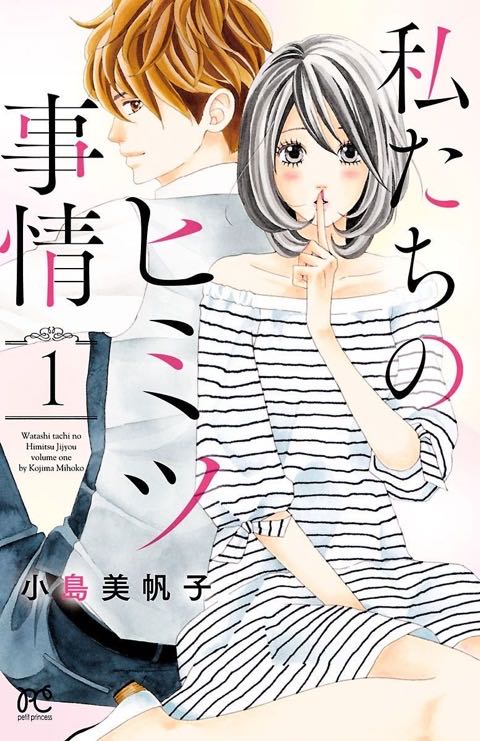 私たちの
ヒミツ
事情
1
Watashi tachi no
Himitsu Jijyou
volume one
by Kojima Mihoko
小島美帆子
PC
petit princess